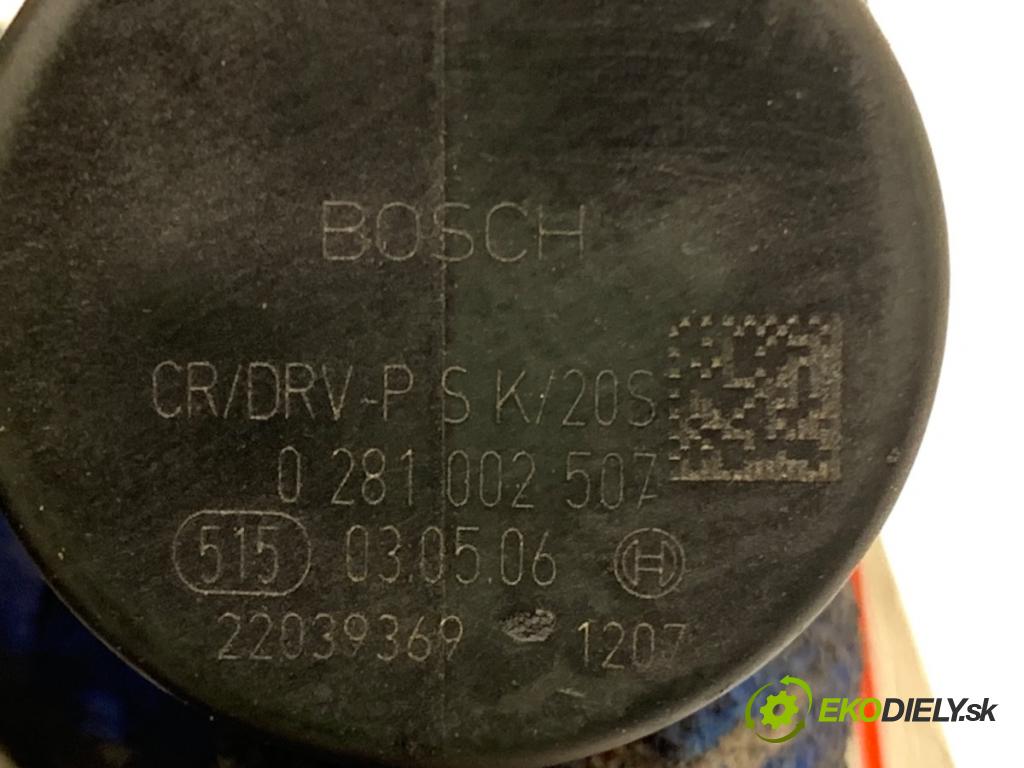 BOSCH
CR/DRV-P S K/20S
0 281 002 507
515 03.05.06 H
22039369 1207
EKODIELY.sk